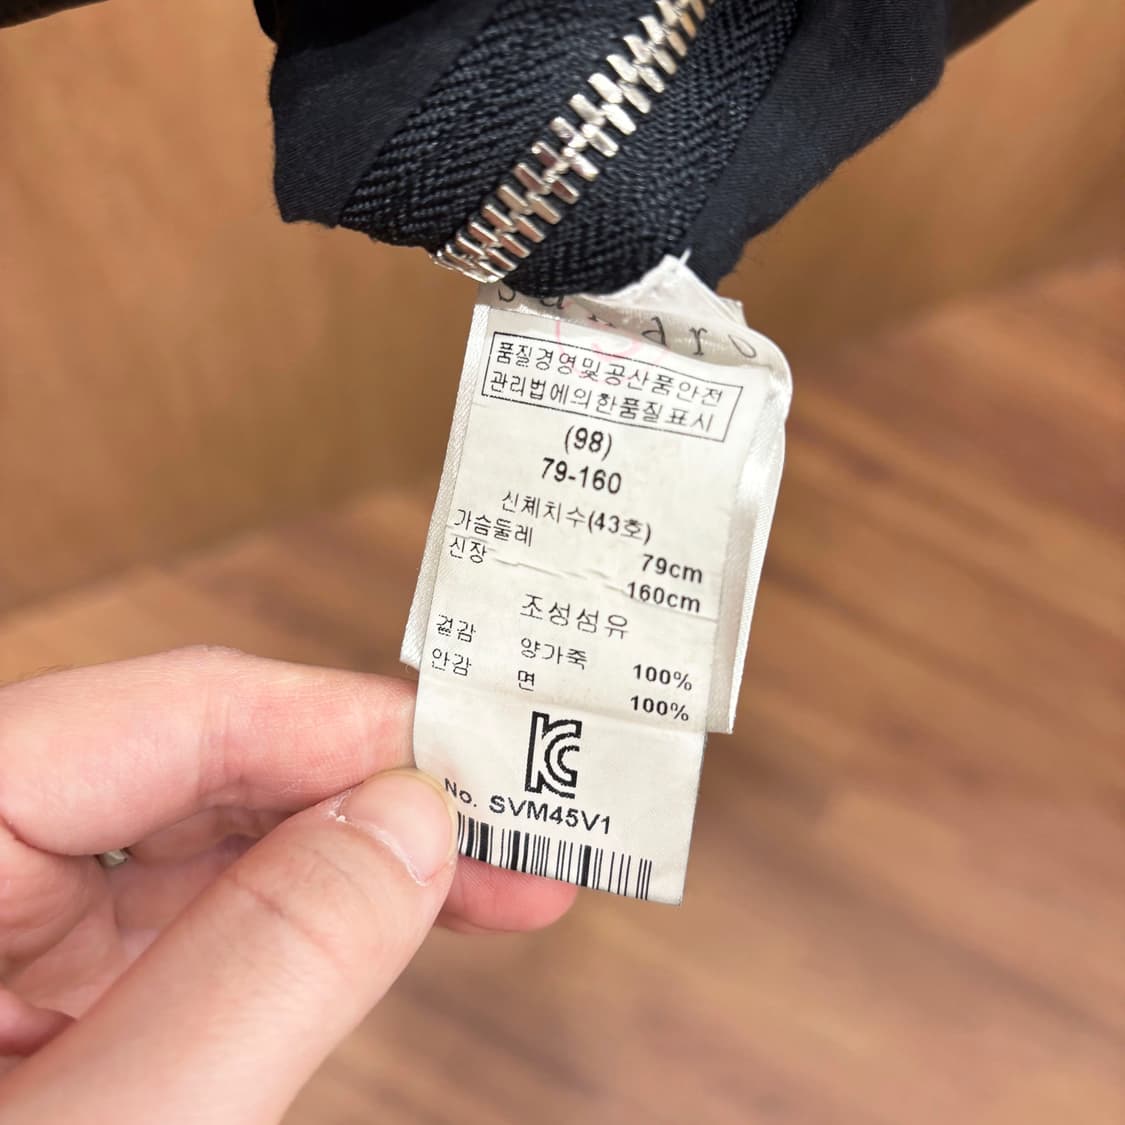 품질경영및공산품안전
관리법에의한품질표시
(98)
79-160
신체치수(43호)
가슴둘레 79cm
신장 160cm
조성섬유
겉감 양가죽 100%
안감 면 100%
KC
No. SVM45V1